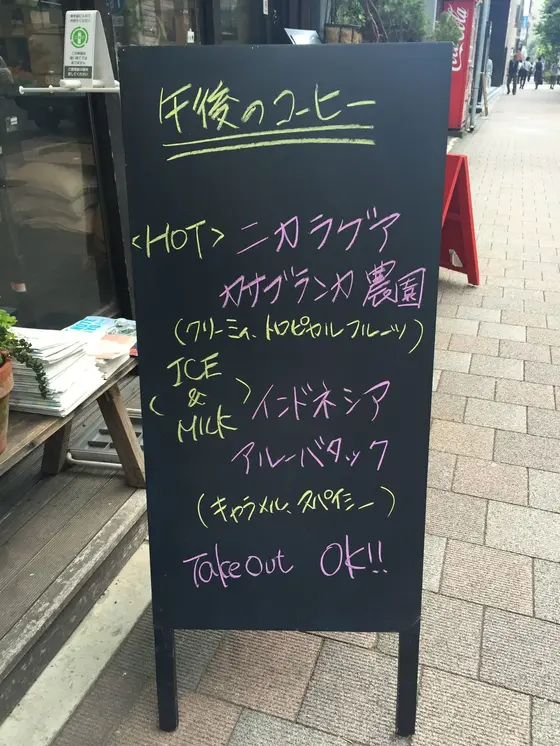 午後のコーヒー
<HOT> ニカラグア
カサブランカ農園
(クリーミィ、トロピカルフルーツ)
(ICE
&
MILK) インドネシア
アルーバタック
(キャラメル、スパイシー)
Takeout OK!!
Coca-Cola